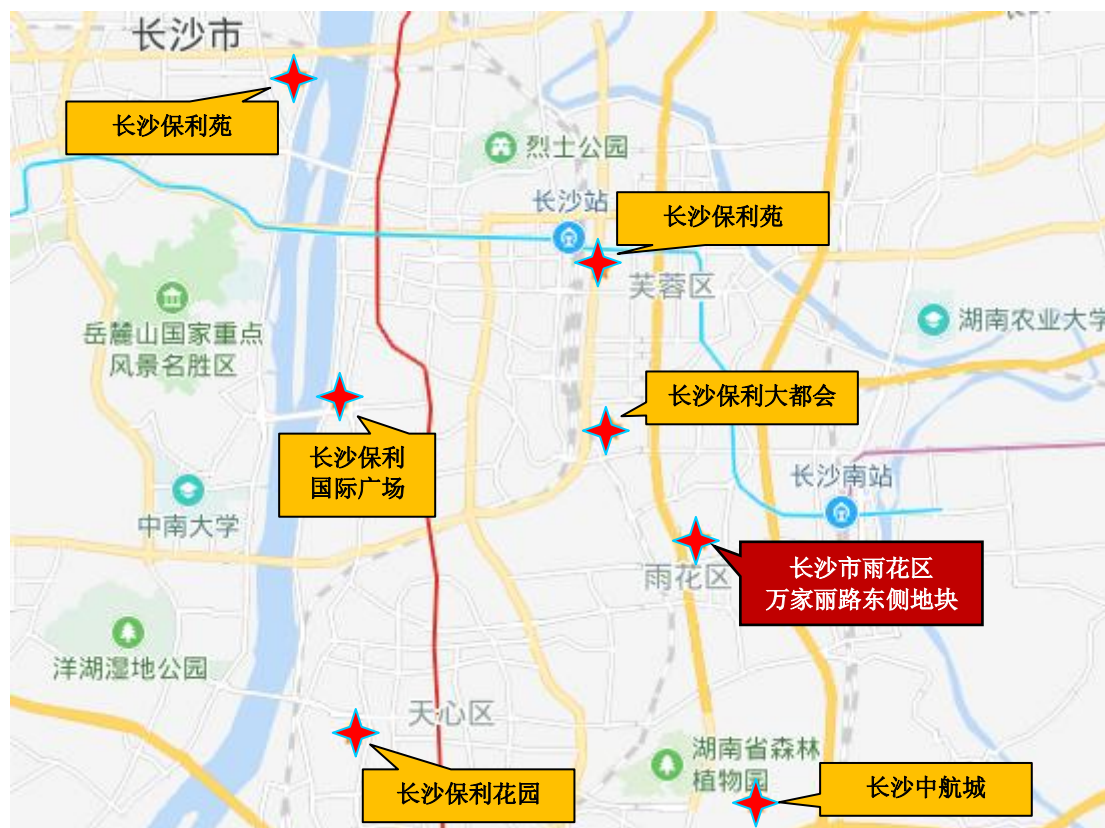 长沙市
长沙保利苑
烈士公园
长沙站
长沙保利苑
芙蓉区
岳麓山国家重点
风景名胜区
湖南农业大学
长沙保利大都会
长沙保利
国际广场
长沙南站
中南大学
雨花区
长沙市雨花区
万家丽路东侧地块
洋湖湿地公园
天心区
湖南省森林
植物园
长沙保利花园
长沙中航城